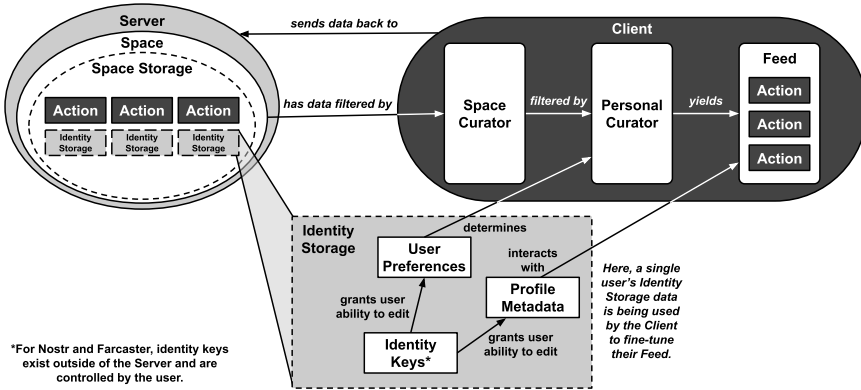 Server
Space
Space Storage
Action
Action
Action
Identity
Storage
Identity
Storage
Identity
Storage
sends data back to
has data filtered by
Client
Space
Curator
filtered by
Personal
Curator
yields
Feed
Action
Action
Action
Identity
Storage
determines
User
Preferences
interacts
with
Profile
Metadata
grants user
ability to edit
Identity
Keys*
grants user
ability to edit
Here, a single
user's Identity
Storage data
is being used
by the Client
to fine-tune
their Feed.
*For Nostr and Farcaster, identity keys
exist outside of the Server and are
controlled by the user.